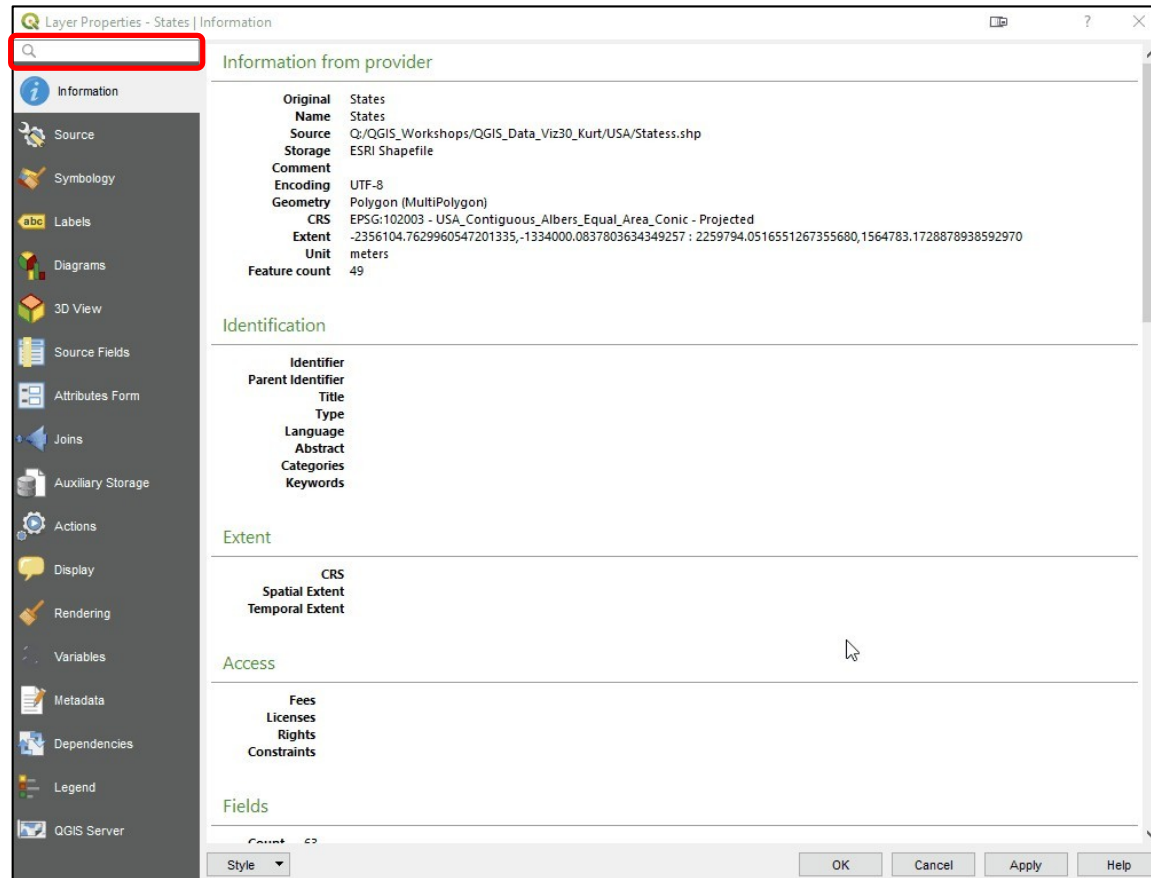 Layer Properties - States | Information
?
Information
Source
Symbology
abc Labels
Diagrams
3D View
Source Fields
Attributes Form
Joins
Auxiliary Storage
Actions
Display
Rendering
Variables
Metadata
Dependencies
Legend
QGIS Server
Information from provider
Original States
Name States
Source Q:/QGIS_Workshops/QGIS_Data_Viz30_Kurt/USA/Statess.shp
Storage ESRI Shapefile
Comment
Encoding UTF-8
Geometry Polygon (MultiPolygon)
CRS EPSG:102003 - USA_Contiguous_Albers_Equal_Area_Conic - Projected
Extent -2356104.7629960547201335,-1334000.0837803634349257 : 2259794.0516551267355680,1564783.1728878938592970
Unit meters
Feature count 49
Identification
Identifier
Parent Identifier
Title
Type
Language
Abstract
Categories
Keywords
Extent
CRS
Spatial Extent
Temporal Extent
Access
Fees
Licenses
Rights
Constraints
Fields
Count 63
Style
OK Cancel Apply Help